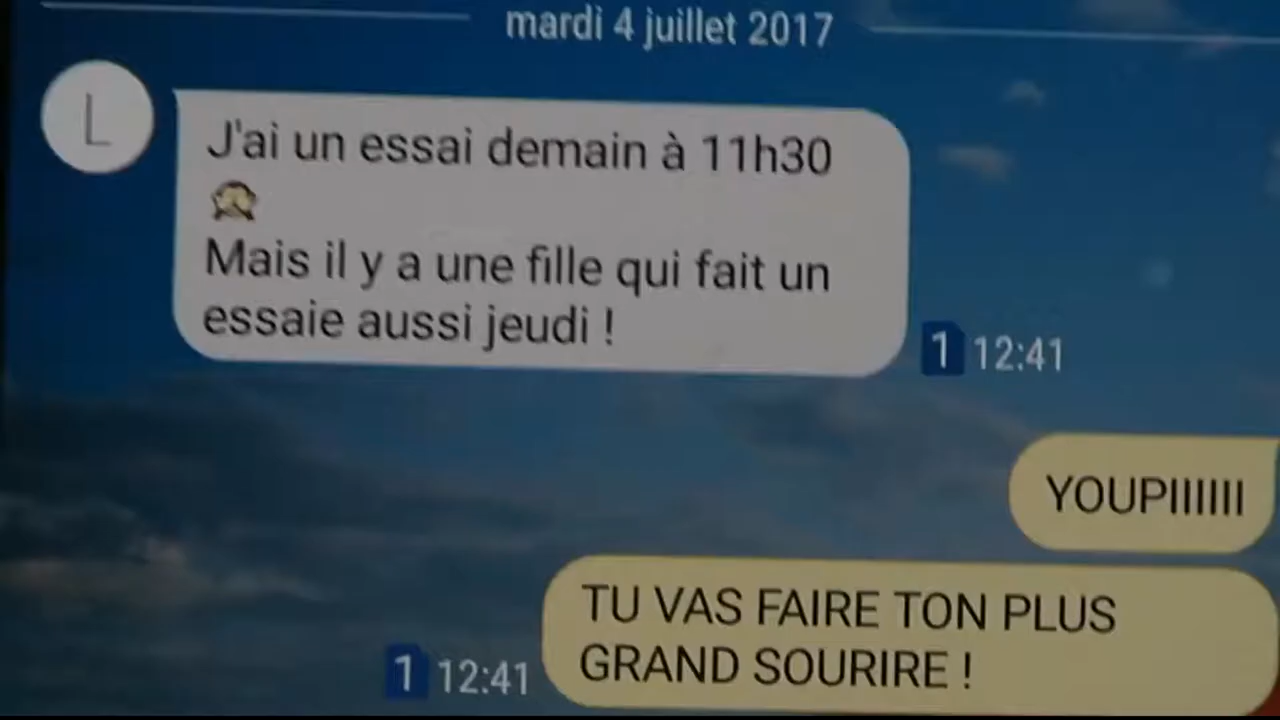 mardi 4 juillet 2017
L
J'ai un essai demain à 11h30
🙈
Mais il y a une fille qui fait un
essaie aussi jeudi !
1 12:41
YOUPIIIIII
TU VAS FAIRE TON PLUS
GRAND SOURIRE !
1 12:41